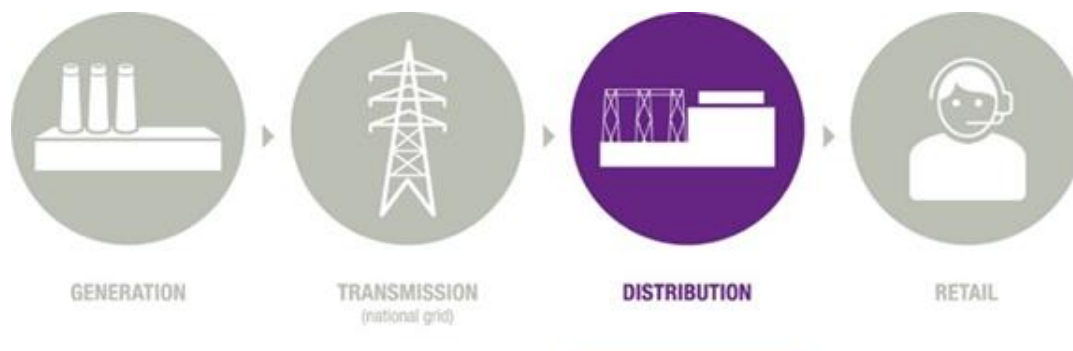 GENERATION
TRANSMISSION
(national grid)
DISTRIBUTION
RETAIL